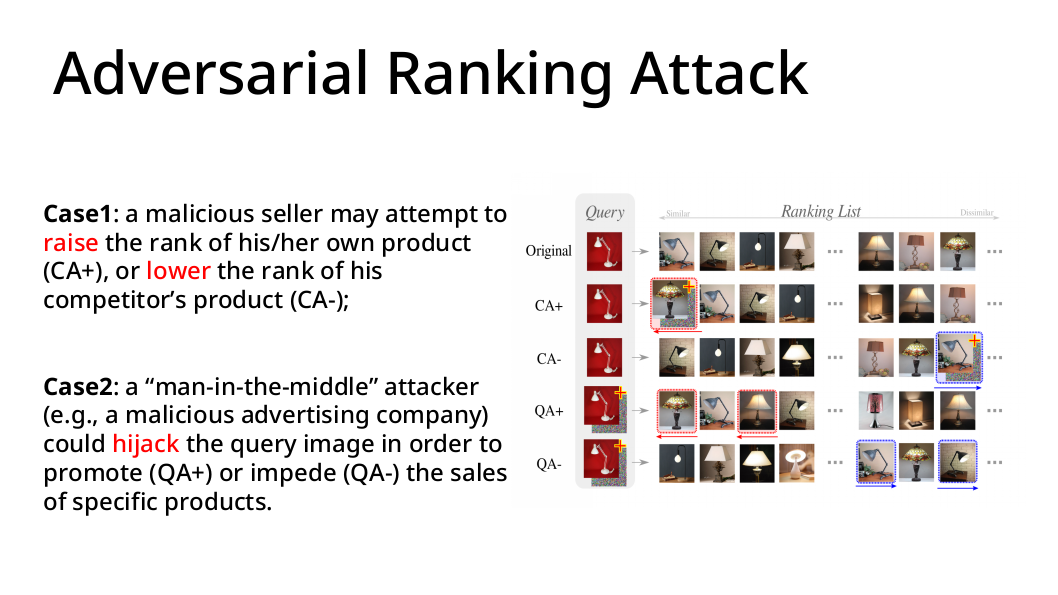 Adversarial Ranking Attack
Case1: a malicious seller may attempt to
raise the rank of his/her own product
(CA+), or lower the rank of his
competitor’s product (CA-);
Case2: a “man-in-the-middle” attacker
(e.g., a malicious advertising company)
could hijack the query image in order to
promote (QA+) or impede (QA-) the sales
of specific products.
Query
Similar
Ranking List
Dissimilar
Original
CA+
CA-
QA+
QA-